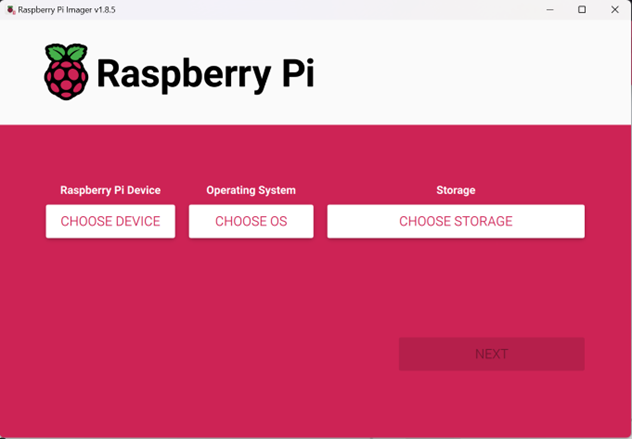 Raspberry Pi Imager v1.8.5
Raspberry Pi
Raspberry Pi Device
Operating System
Storage
CHOOSE DEVICE
CHOOSE OS
CHOOSE STORAGE
NEXT